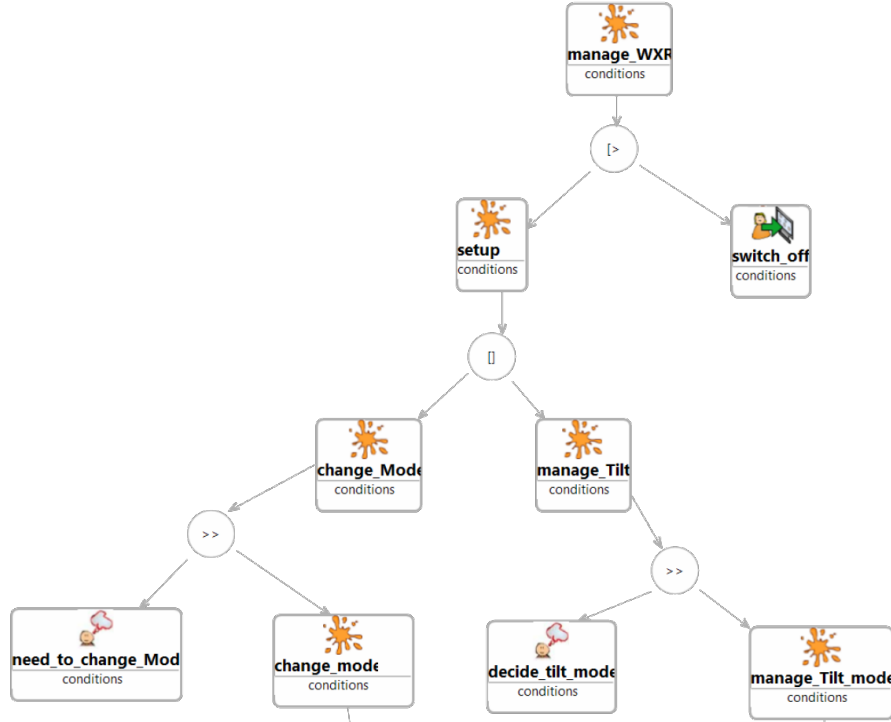 manage_WXR
conditions
[>
setup
conditions
switch_off
conditions
[]
change_Mode
conditions
manage_Tilt
conditions
>>
>>
need_to_change_Mod
conditions
change_mode
conditions
decide_tilt_mode
conditions
manage_Tilt_mode
conditions